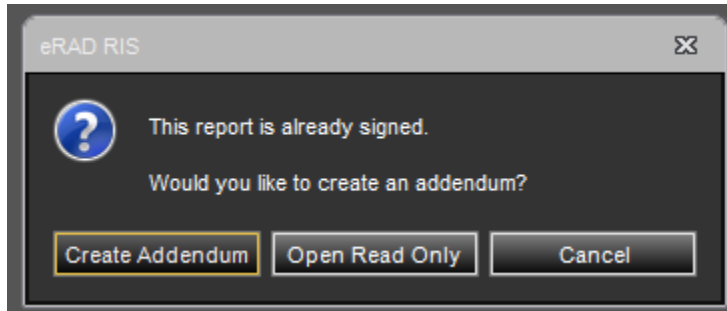 eRAD RIS
This report is already signed.
Would you like to create an addendum?
Create Addendum
Open Read Only
Cancel